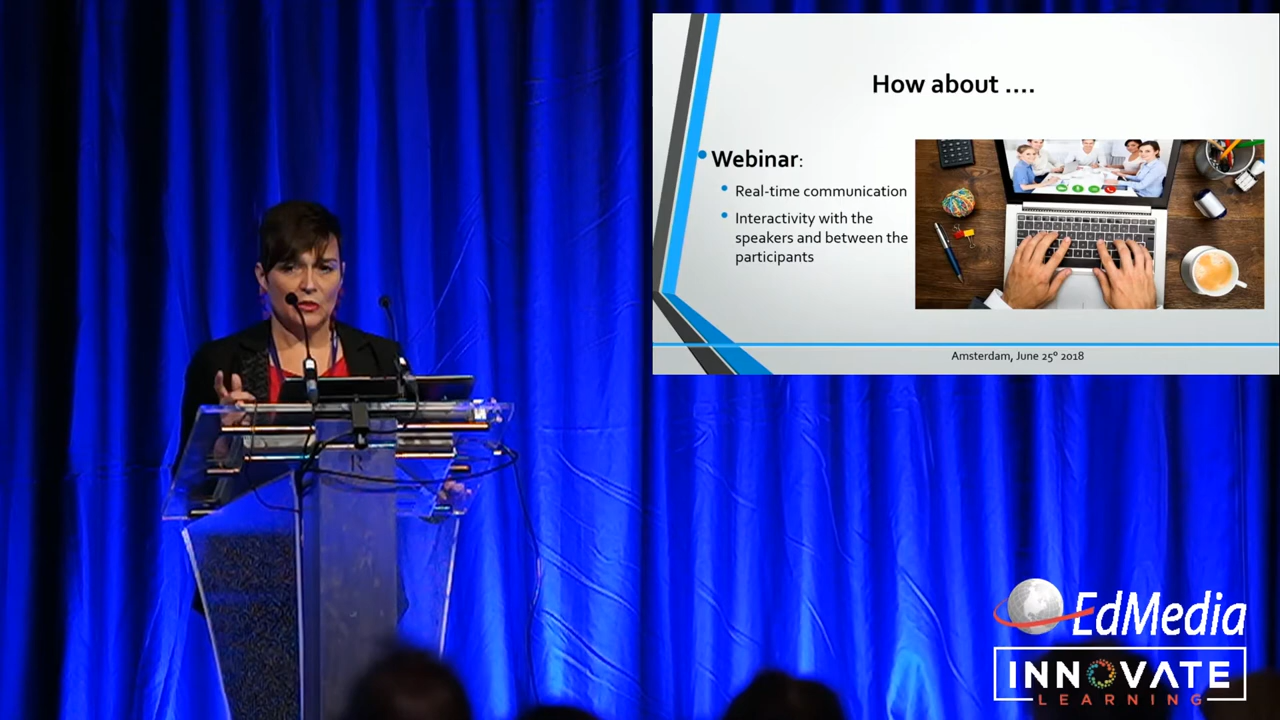 How about ....
Webinar:
Real-time communication
Interactivity with the
speakers and between the
participants
Amsterdam, June 25º 2018
R
EdMedia
INNOVATE
LEARNING